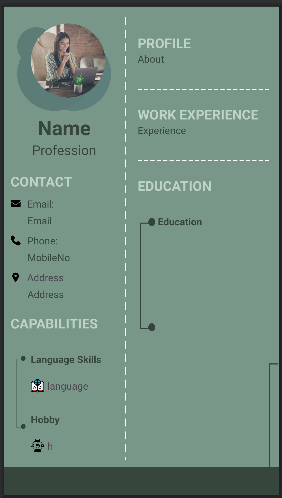 Name
Profession
CONTACT
Email:
Email
Phone:
MobileNo
Address
Address
CAPABILITIES
Language Skills
language
Hobby
h
PROFILE
About
WORK EXPERIENCE
Experience
EDUCATION
Education